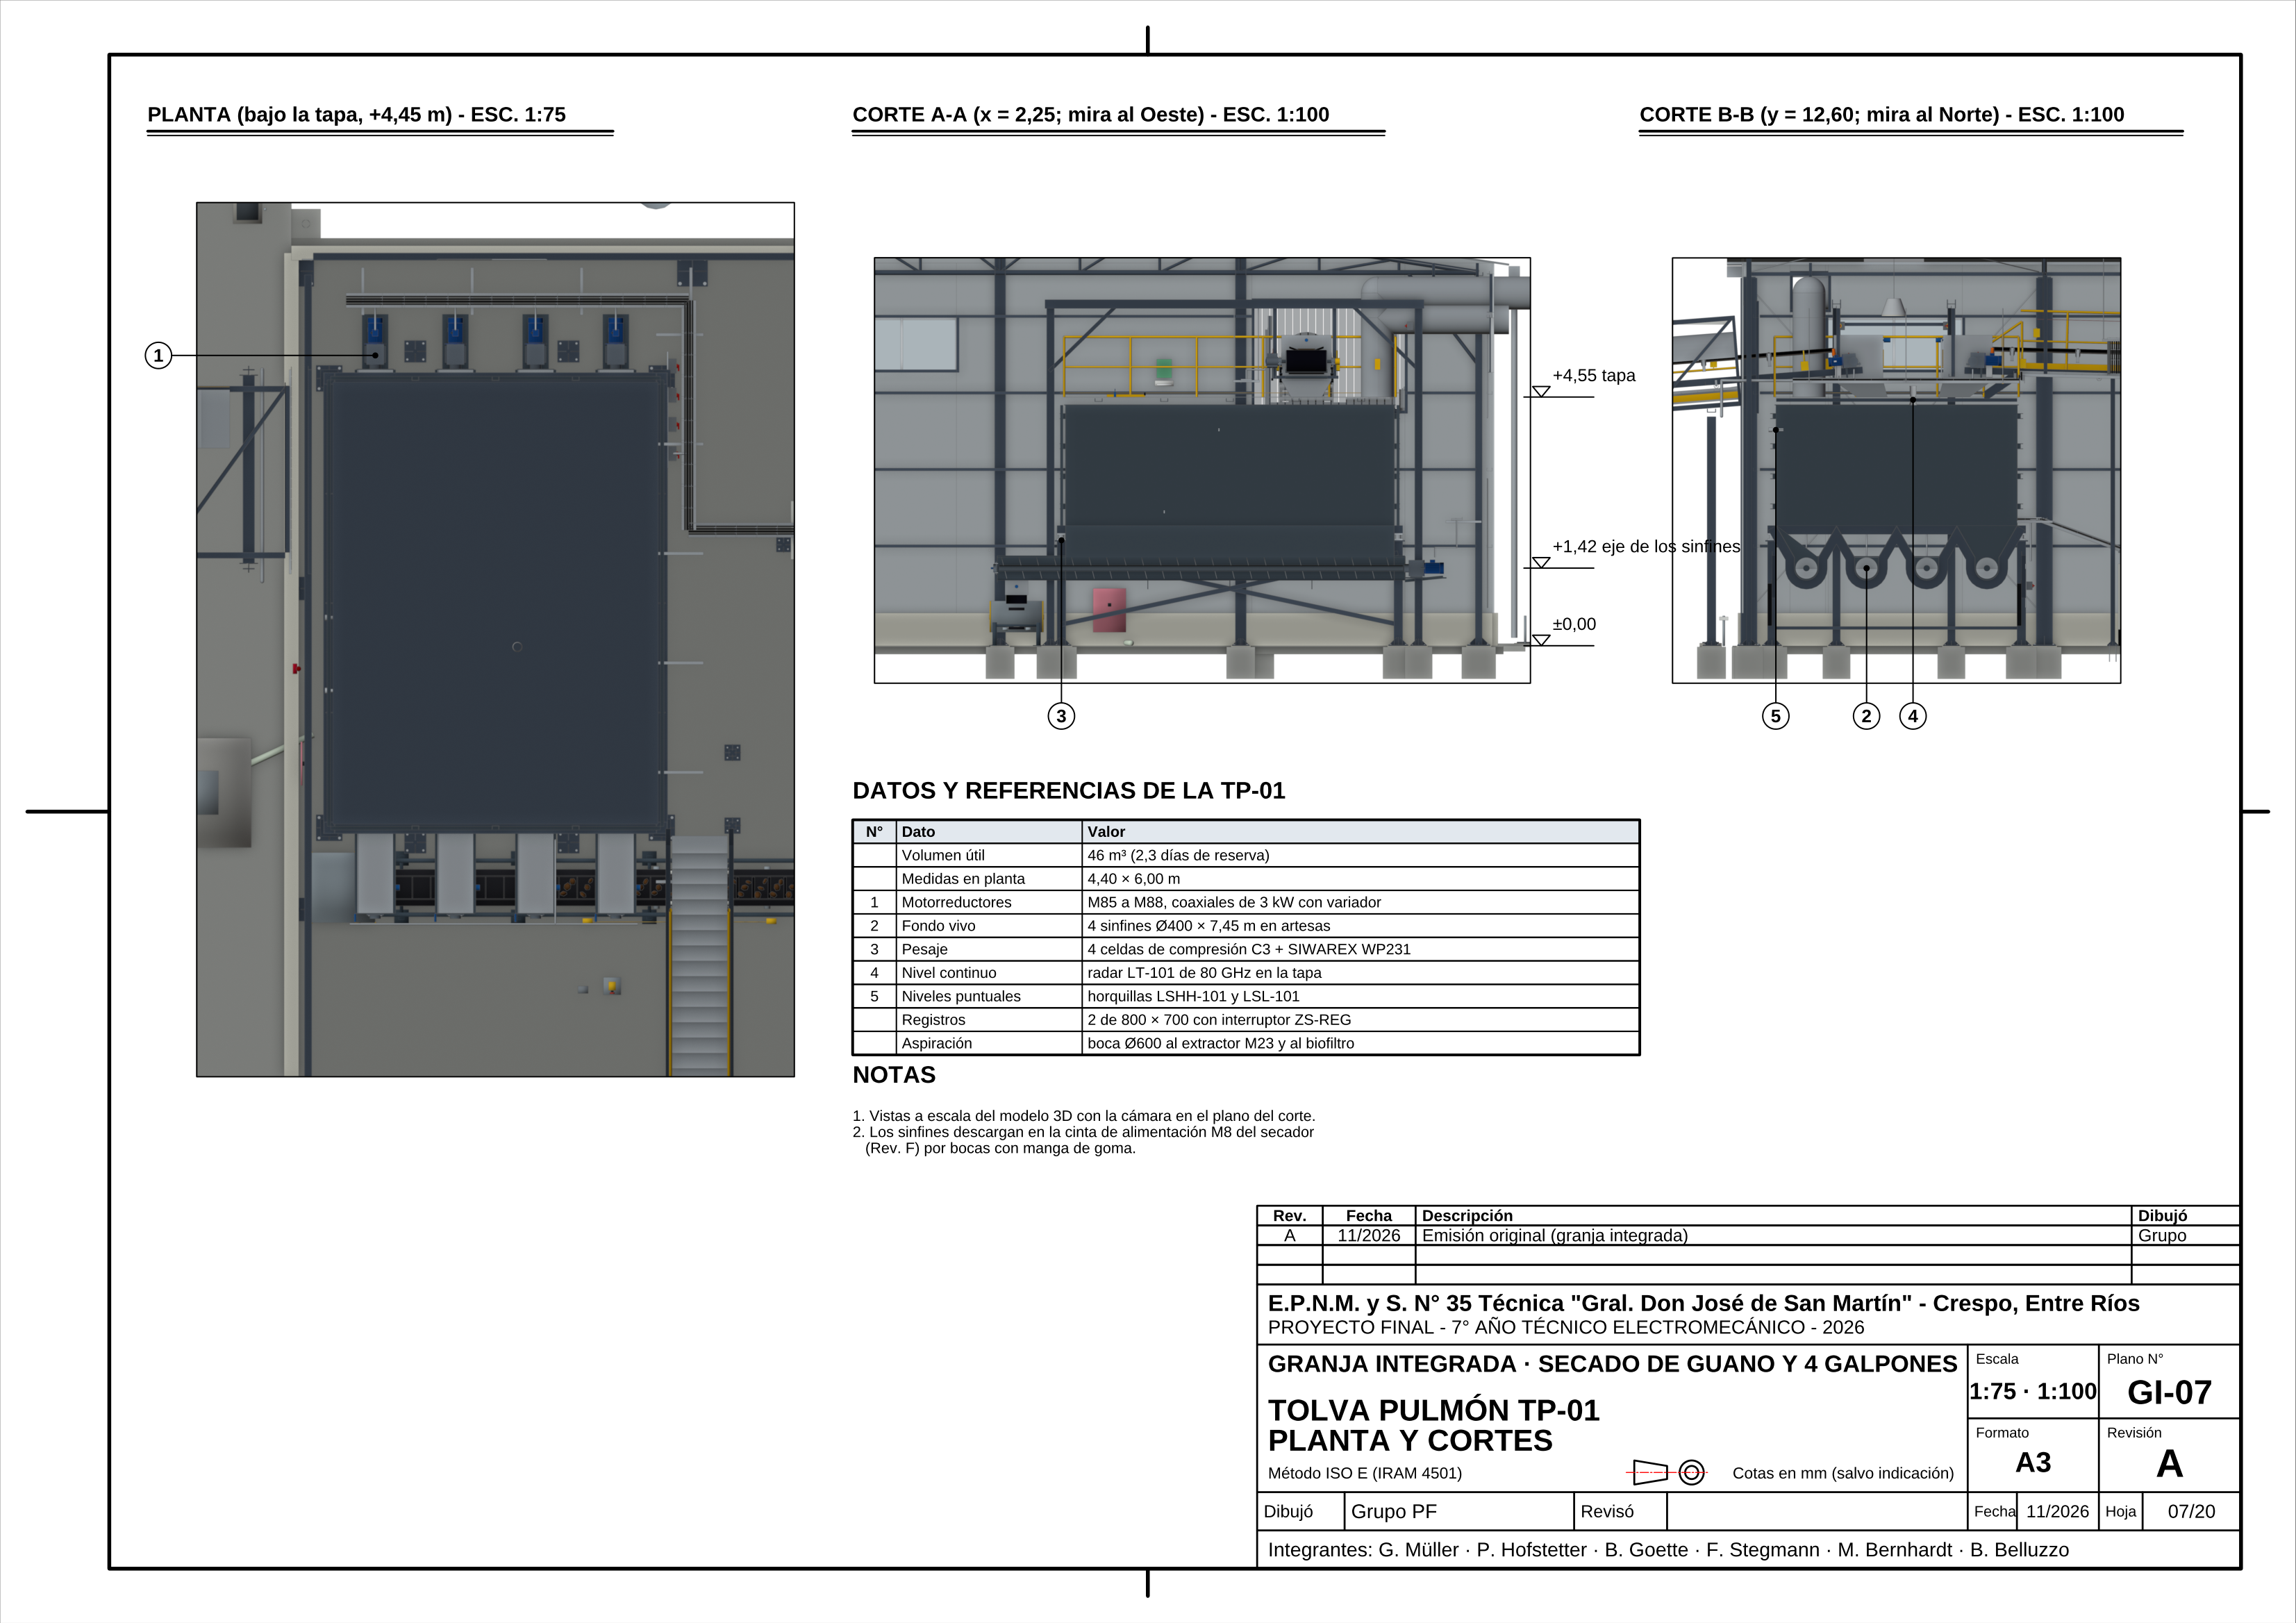 PLANTA (bajo la tapa, +4,45 m) - ESC. 1:75
CORTE A-A (x = 2,25; mira al Oeste) - ESC. 1:100
CORTE B-B (y = 12,60; mira al Norte) - ESC. 1:100
1
+4,55 tapa
+1,42 eje de los sinfines
±0,00
3
5
2
4
DATOS Y REFERENCIAS DE LA TP-01
N° Dato Valor
Volumen útil 46 m³ (2,3 días de reserva)
Medidas en planta 4,40 × 6,00 m
1 Motorreductores M85 a M88, coaxiales de 3 kW con variador
2 Fondo vivo 4 sinfines Ø400 × 7,45 m en artesas
3 Pesaje 4 celdas de compresión C3 + SIWAREX WP231
4 Nivel continuo radar LT-101 de 80 GHz en la tapa
5 Niveles puntuales horquillas LSHH-101 y LSL-101
Registros 2 de 800 × 700 con interruptor ZS-REG
Aspiración boca Ø600 al extractor M23 y al biofiltro
NOTAS
1. Vistas a escala del modelo 3D con la cámara en el plano del corte.
2. Los sinfines descargan en la cinta de alimentación M8 del secador
(Rev. F) por bocas con manga de goma.
Rev. Fecha Descripción Dibujó
A 11/2026 Emisión original (granja integrada) Grupo
E.P.N.M. y S. N° 35 Técnica "Gral. Don José de San Martín" - Crespo, Entre Ríos
PROYECTO FINAL - 7° AÑO TÉCNICO ELECTROMECÁNICO - 2026
GRANJA INTEGRADA · SECADO DE GUANO Y 4 GALPONES
Escala
1:75 · 1:100
Plano N°
GI-07
TOLVA PULMÓN TP-01
PLANTA Y CORTES
Formato
A3
Revisión
A
Método ISO E (IRAM 4501)
Cotas en mm (salvo indicación)
Dibujó Grupo PF Revisó Fecha 11/2026 Hoja 07/20
Integrantes: G. Müller · P. Hofstetter · B. Goette · F. Stegmann · M. Bernhardt · B. Belluzzo